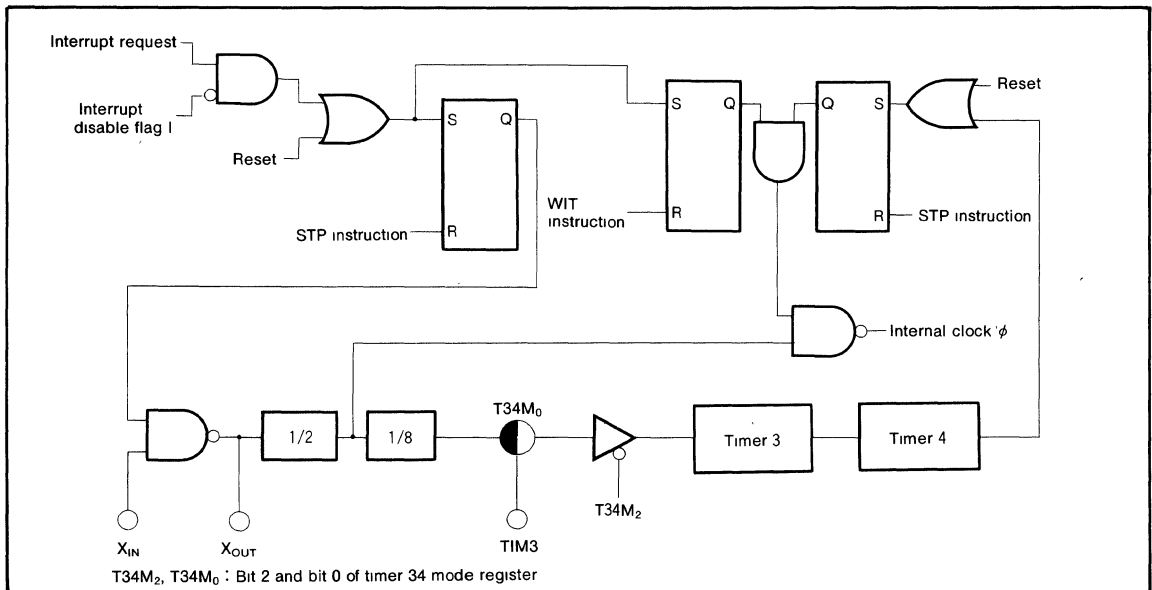 Interrupt request
Interrupt
disable flag I
Reset
S
Q
R
STP instruction
WIT
instruction
S
Q
R
Q
S
R
Reset
STP instruction
Internal clock ϕ
1/2
1/8
T34M₀
Timer 3
Timer 4
T34M₂
X_IN
X_OUT
TIM3
T34M₂, T34M₀ : Bit 2 and bit 0 of timer 34 mode register